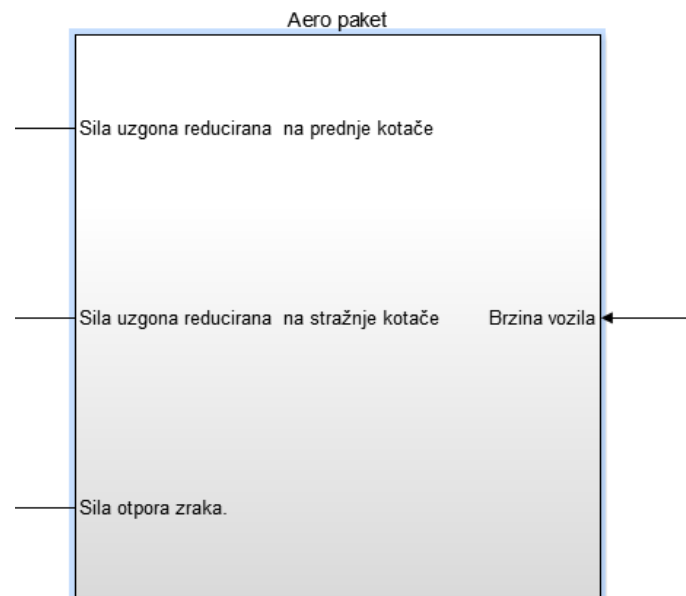 Aero paket
Sila uzgona reducirana  na prednje kotače
Sila uzgona reducirana  na stražnje kotače
Brzina vozila
Sila otpora zraka.